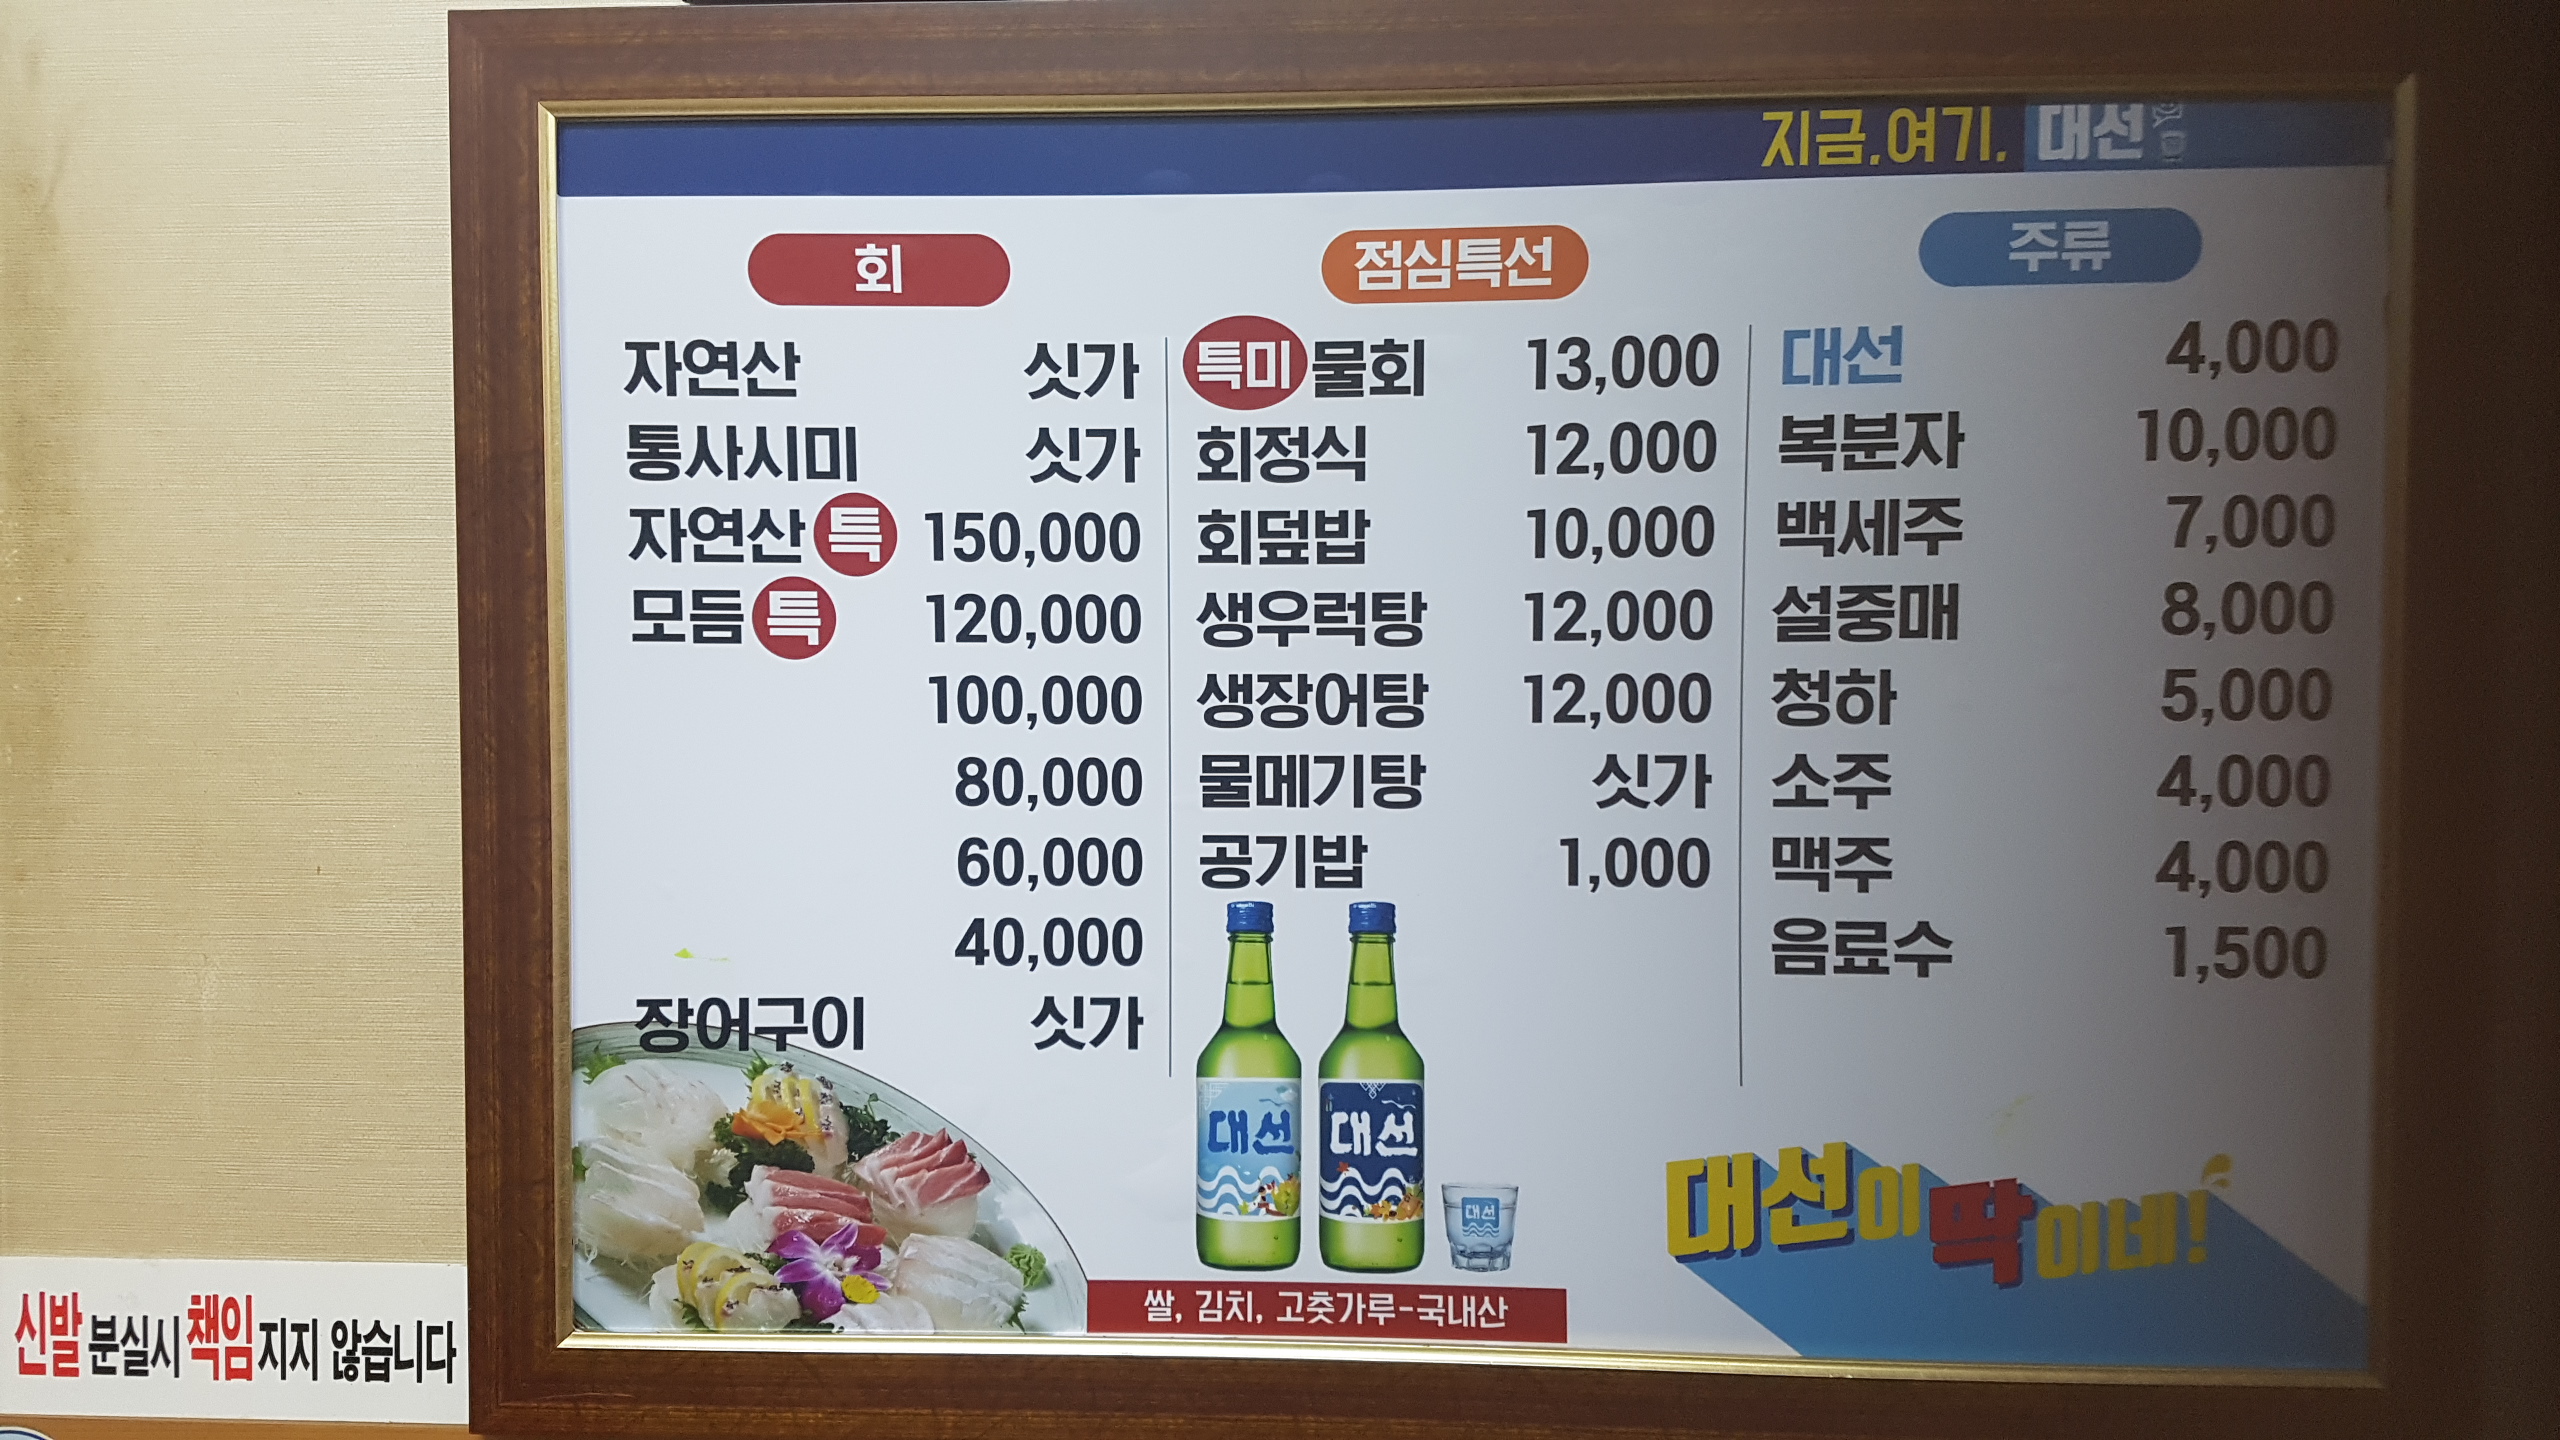 지금.여기. 대선
회
자연산 싯가
통사시미 싯가
자연산 특 150,000
모듬 특 120,000
100,000
80,000
60,000
40,000
장어구이 싯가
점심특선
특미 물회 13,000
회정식 12,000
회덮밥 10,000
생우럭탕 12,000
생장어탕 12,000
물메기탕 싯가
공기밥 1,000
주류
대선 4,000
복분자 10,000
백세주 7,000
설중매 8,000
청하 5,000
소주 4,000
맥주 4,000
음료수 1,500
대선
대선
대선
대선이 딱이네!
쌀, 김치, 고춧가루-국내산
신발 분실시 책임지지 않습니다